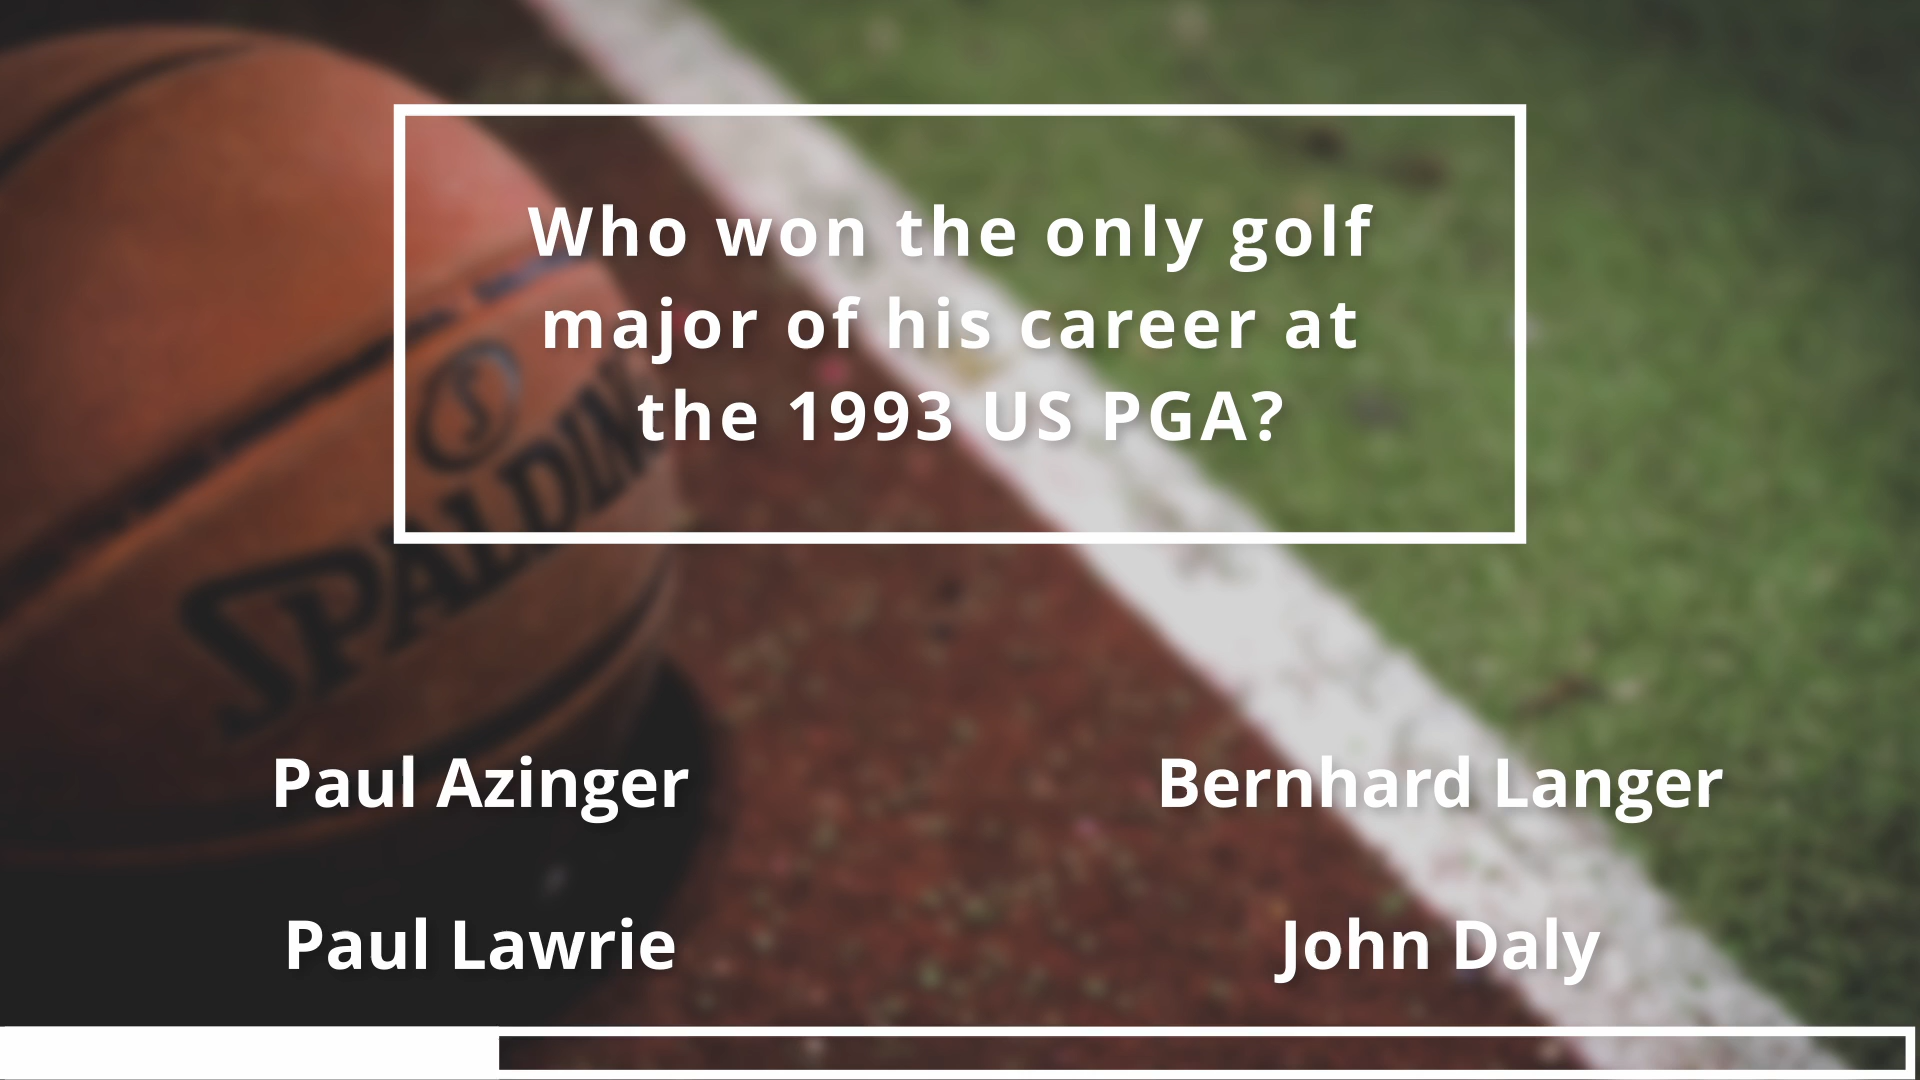 Who won the only golf
major of his career at
the 1993 US PGA?
SPALDING
Paul Azinger
Bernhard Langer
Paul Lawrie
John Daly